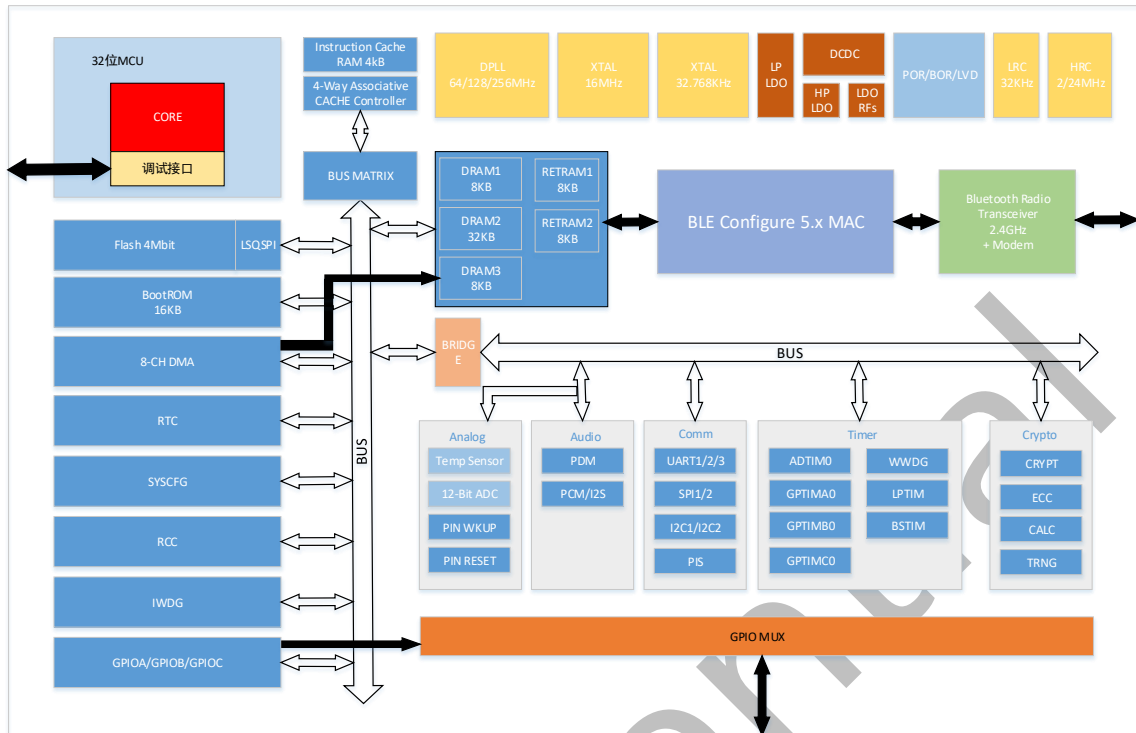 32位MCU
CORE
调试接口
Instruction Cache
RAM 4kB
4-Way Associative
CACHE Controller
BUS MATRIX
DPLL
64/128/256MHz
XTAL
16MHz
XTAL
32.768KHz
LP
LDO
DCDC
HP
LDO
LDO
RFs
POR/BOR/LVD
LRC
32KHz
HRC
2/24MHz
DRAM1
8KB
RETRAM1
8KB
DRAM2
32KB
RETRAM2
8KB
DRAM3
8KB
BLE Configure 5.x MAC
Bluetooth Radio
Transceiver
2.4GHz
+ Modem
Flash 4Mbit
LSQSPI
BootROM
16KB
8-CH DMA
RTC
SYSCFG
RCC
IWDG
GPIOA/GPIOB/GPIOC
BUS
BRIDG
E
BUS
Analog
Temp Sensor
12-Bit ADC
PIN WKUP
PIN RESET
Audio
PDM
PCM/I2S
Comm
UART1/2/3
SPI1/2
I2C1/I2C2
PIS
Timer
ADTIM0
WWDG
GPTIMA0
LPTIM
GPTIMB0
BSTIM
GPTIMC0
Crypto
CRYPT
ECC
CALC
TRNG
GPIO MUX